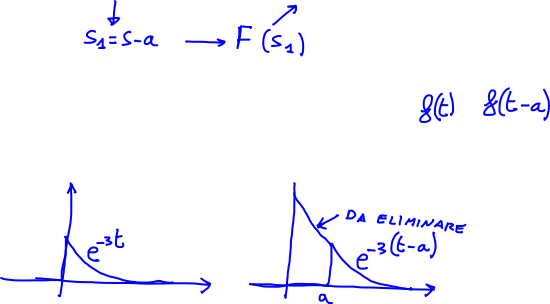 s₁=s-a → F(s₁)
f(t) f(t-a)
e^{-3t}
DA ELIMINARE
e^{-3(t-a)}
a